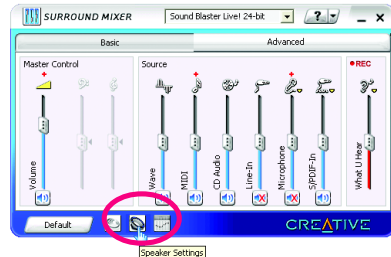 SURROUND MIXER
Sound Blaster Live! 24-bit
?
Basic
Advanced
Master Control
Source
REC
Volume
Wave
MIDI
CD Audio
Line-In
Microphone
S/PDIF-In
What U Hear
Default
CREATIVE
Speaker Settings